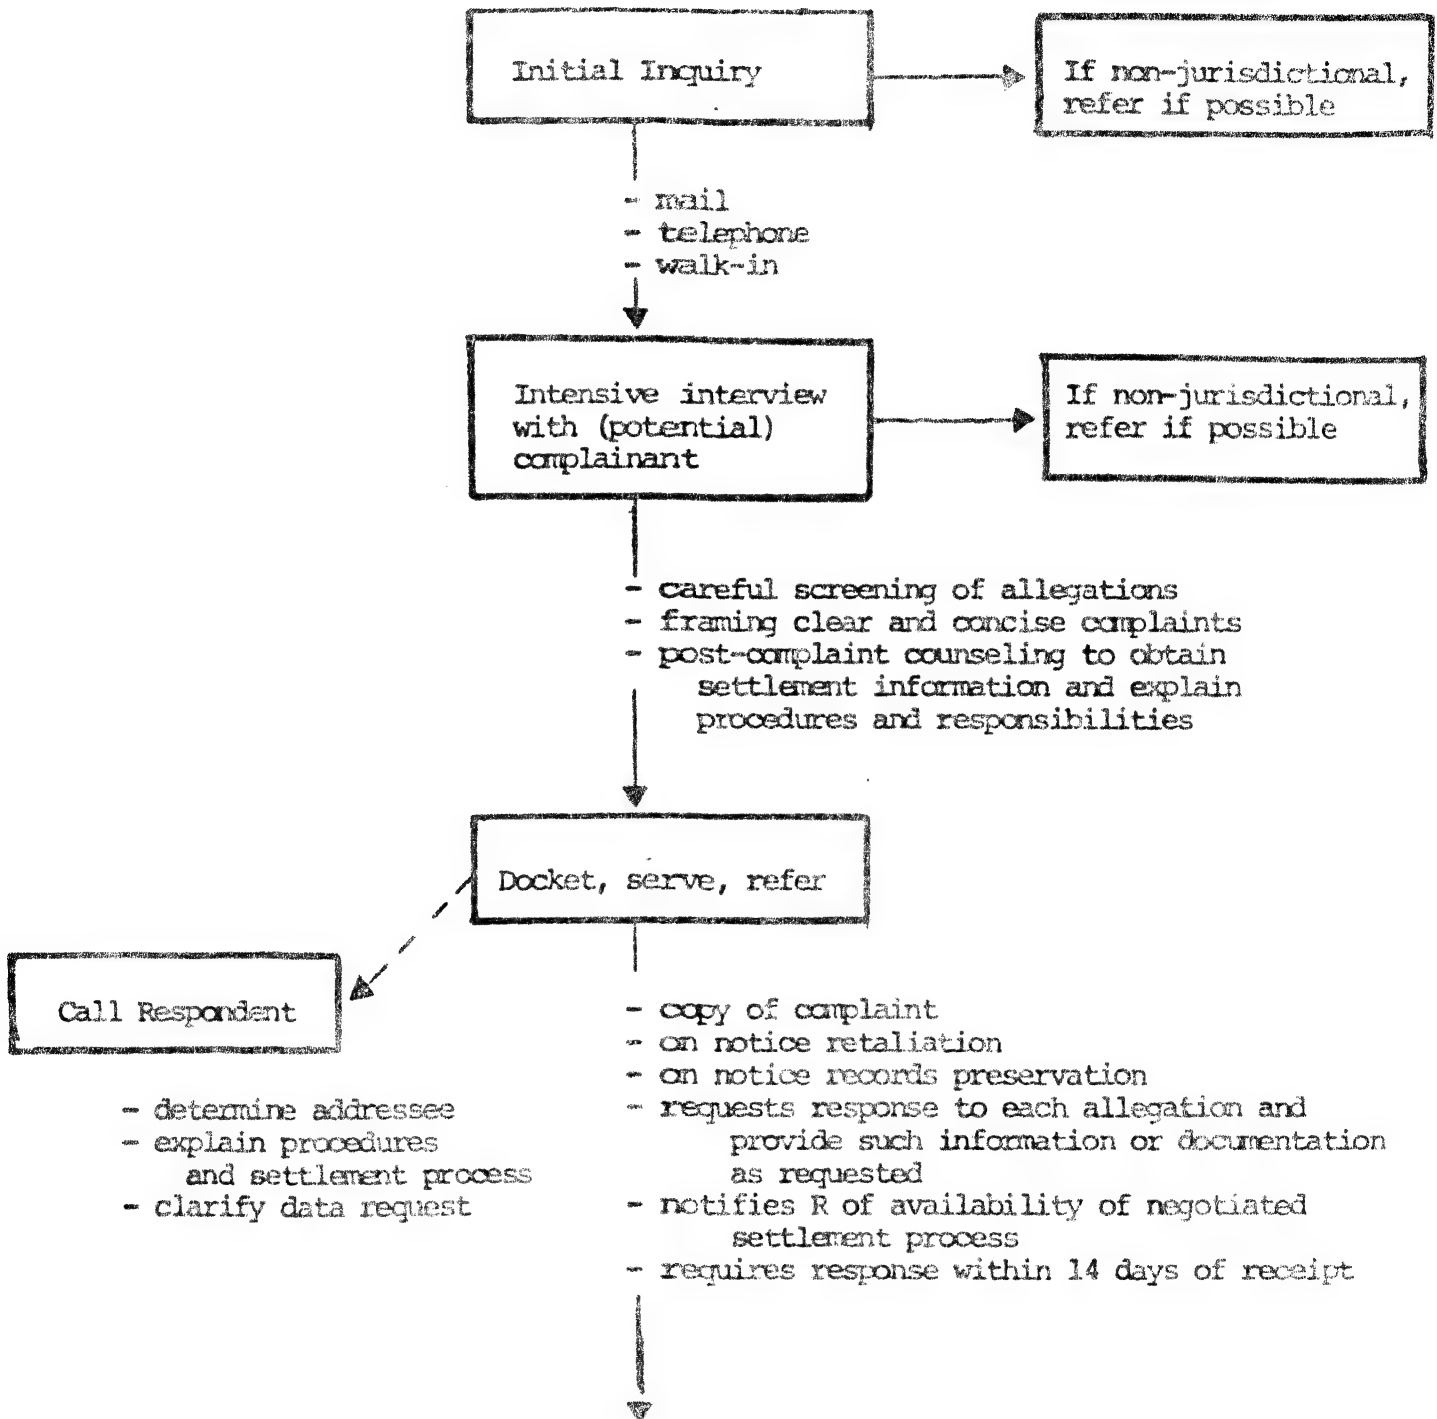 Initial Inquiry
If non-jurisdictional,
refer if possible
- mail
- telephone
- walk-in
Intensive interview
with (potential)
complainant
If non-jurisdictional,
refer if possible
- careful screening of allegations
- framing clear and concise complaints
- post-complaint counseling to obtain
settlement information and explain
procedures and responsibilities
Docket, serve, refer
Call Respondent
- determine addressee
- explain procedures
and settlement process
- clarify data request
- copy of complaint
- on notice retaliation
- on notice records preservation
- requests response to each allegation and
provide such information or documentation
as requested
- notifies R of availability of negotiated
settlement process
- requires response within 14 days of receipt